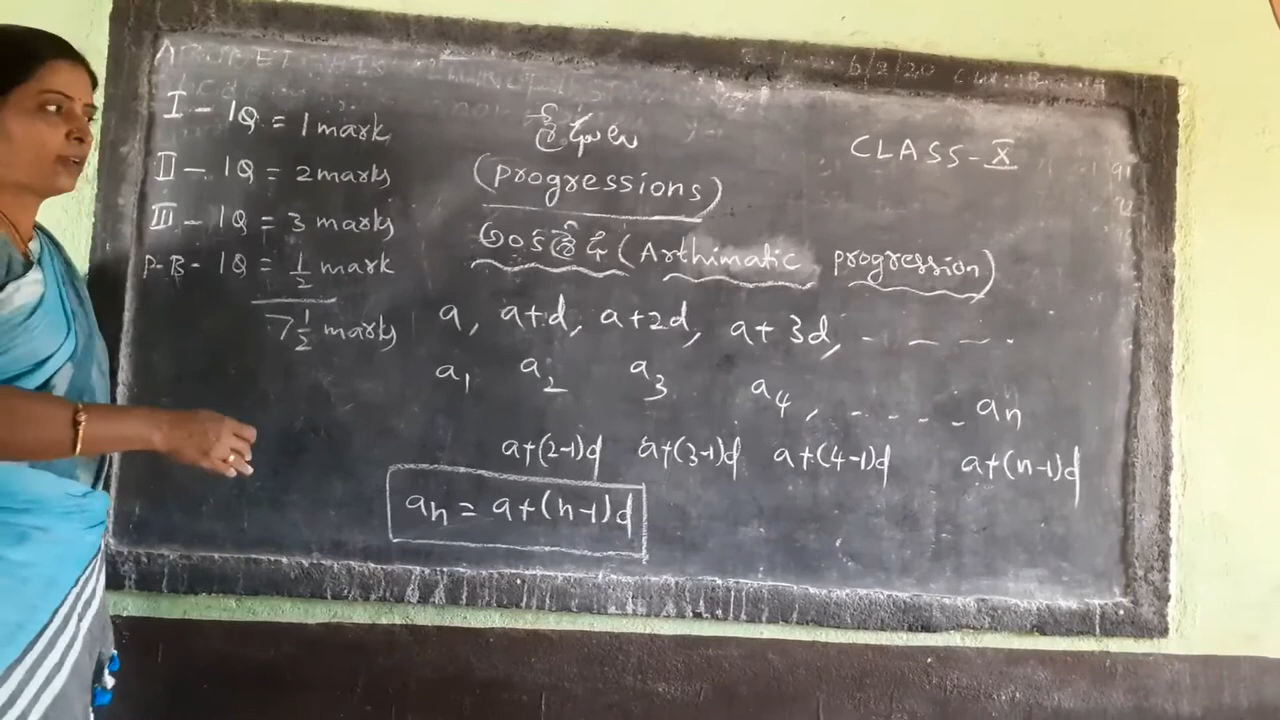 I - 1Q = 1 mark
II - 1Q = 2 marks
III - 1Q = 3 marks
P-B - 1Q = 1/2 mark
7 1/2 marks
శ్రేఢులు
(progressions)
CLASS - X
అంకశ్రేఢి (Arthimatic progression)
a, a+d, a+2d, a+3d, - - - .
a₁ a₂ a₃ a₄, - - - - aₙ
a+(2-1)d a+(3-1)d a+(4-1)d a+(n-1)d
aₙ = a+(n-1)d